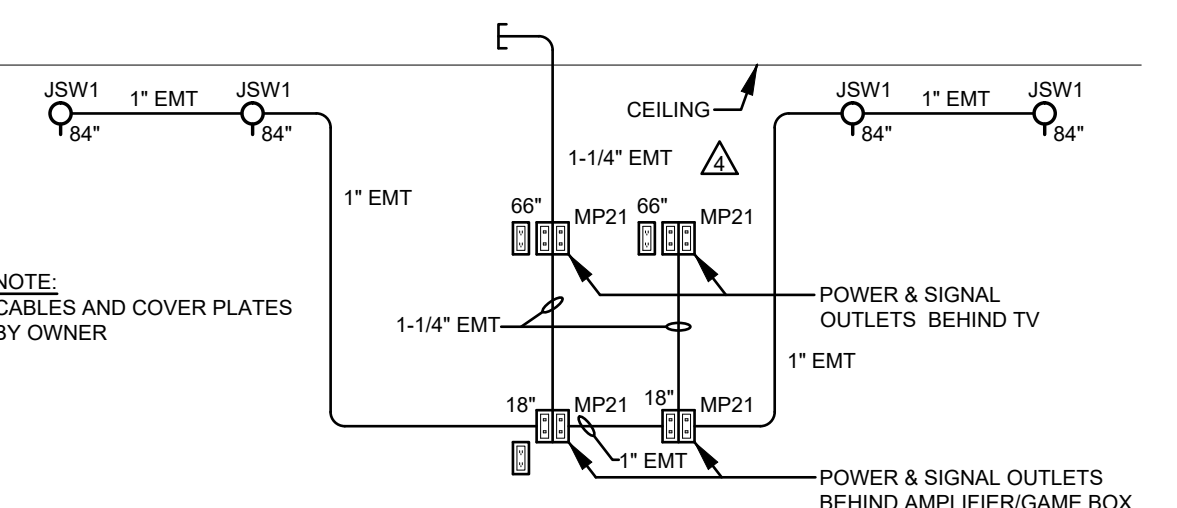 JSW1
1" EMT
JSW1
84"
84"
CEILING
JSW1
1" EMT
JSW1
84"
84"
1-1/4" EMT
4
1" EMT
66"
MP21
66"
MP21
NOTE:
CABLES AND COVER PLATES
BY OWNER
1-1/4" EMT
POWER & SIGNAL
OUTLETS BEHIND TV
1" EMT
18"
MP21
18"
MP21
1" EMT
POWER & SIGNAL OUTLETS
BEHIND AMPLIFIER/GAME BOX